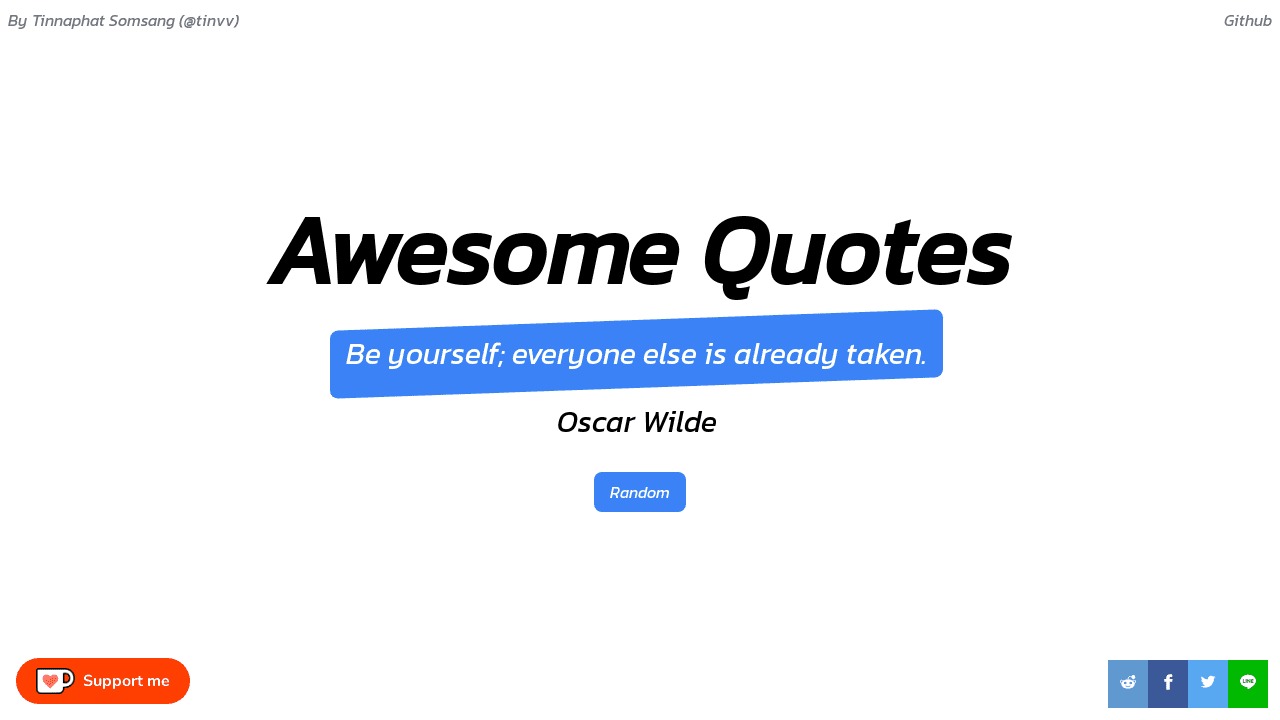 By Tinnaphat Somsang (@tinvv)
Github
Awesome Quotes
Be yourself; everyone else is already taken.
Oscar Wilde
Random
Support me
LINE